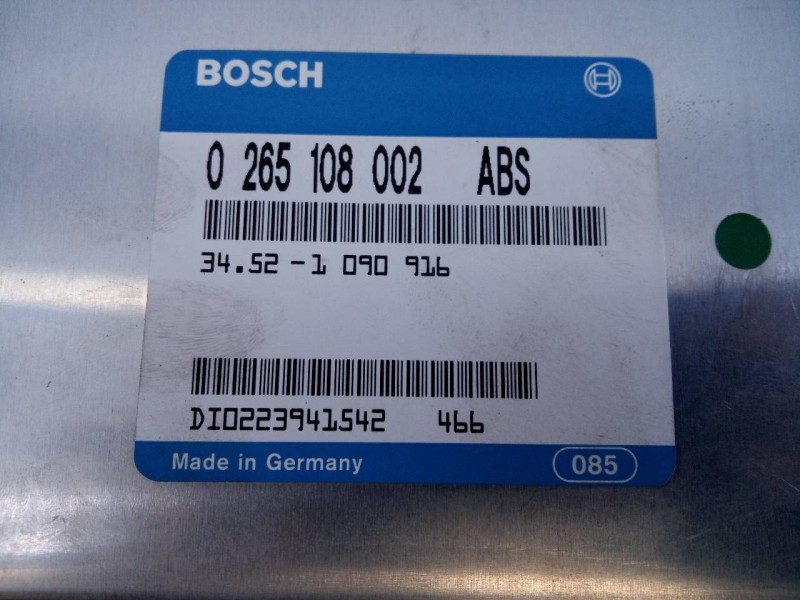 BOSCH
0 265 108 002 ABS
34.52-1 090 916
DI0223941542 466
Made in Germany 085